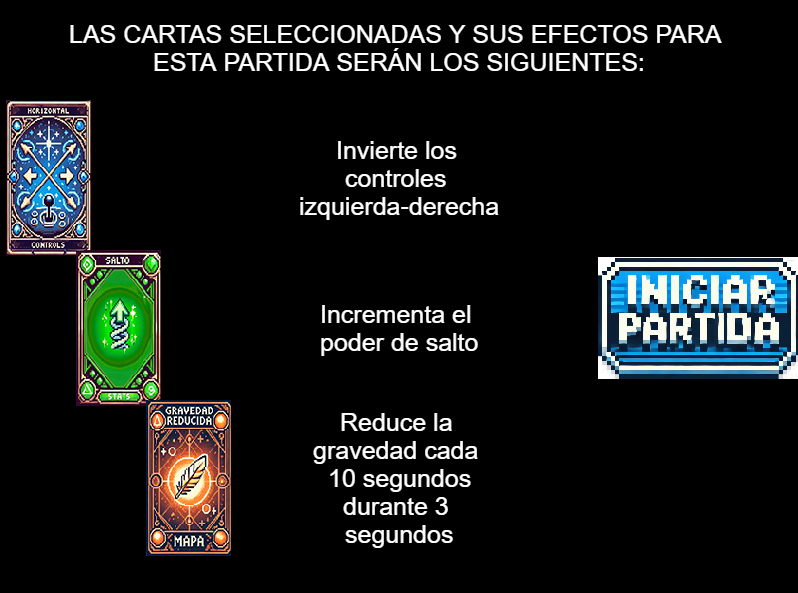 LAS CARTAS SELECCIONADAS Y SUS EFECTOS PARA
ESTA PARTIDA SERÁN LOS SIGUIENTES:
HORIZONTAL
CONTROLS
Invierte los
controles
izquierda-derecha
SALTO
STATS
Incrementa el
poder de salto
INICIAR
PARTIDA
GRAVEDAD
REDUCIDA
MAPA
Reduce la
gravedad cada
10 segundos
durante 3
segundos